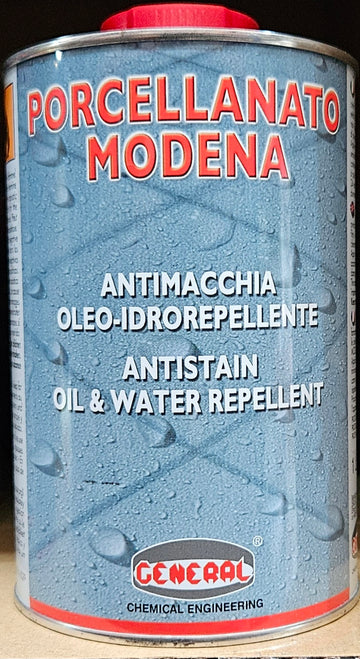 PORCELLANATO
MODENA
ANTIMACCHIA
OLEO-IDROREPELLENTE
ANTISTAIN
OIL & WATER REPELLENT
GENERAL ®
CHEMICAL ENGINEERING